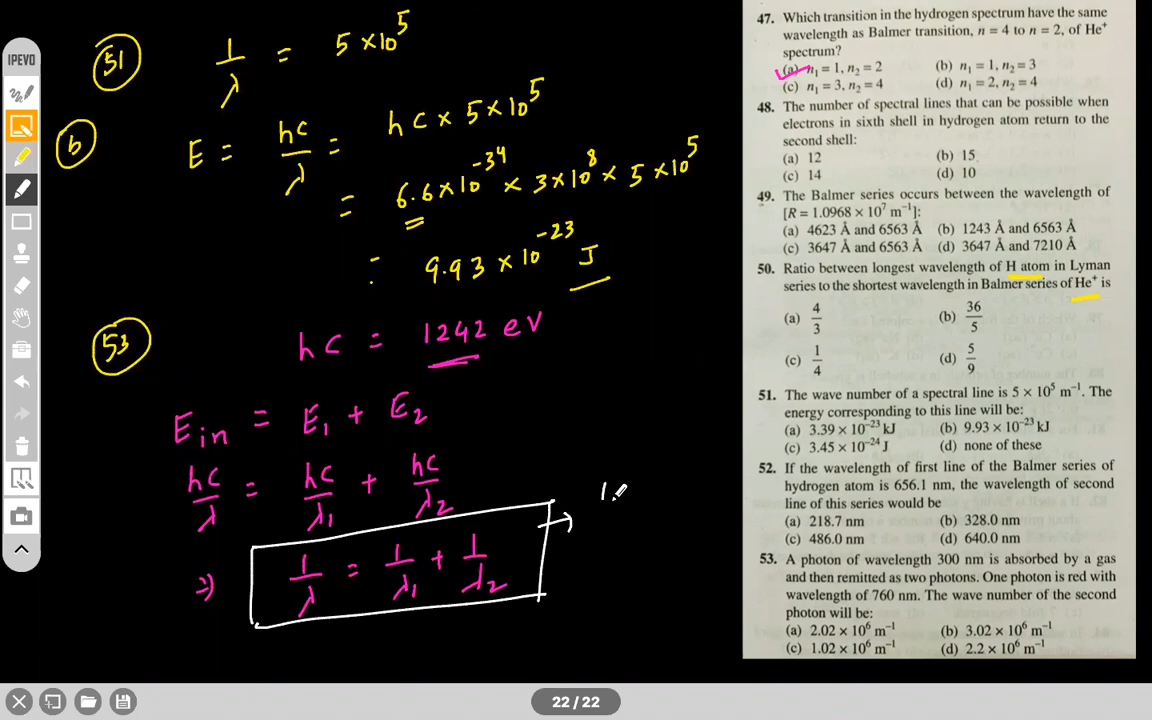 IPEVO
51
1/λ = 5 × 10^5
b
E = hc/λ = hc × 5 × 10^5
= 6.6 × 10^-34 × 3 × 10^8 × 5 × 10^5
: 9.93 × 10^-23 J
53
hc = 1242 eV
E_in = E_1 + E_2
hc/λ = hc/λ_1 + hc/λ_2
⇒ 1/λ = 1/λ_1 + 1/λ_2 →
22/22
47. Which transition in the hydrogen spectrum have the same
wavelength as Balmer transition, n = 4 to n = 2, of He⁺
spectrum?
(a) n₁ = 1, n₂ = 2 (b) n₁ = 1, n₂ = 3
(c) n₁ = 3, n₂ = 4 (d) n₁ = 2, n₂ = 4
48. The number of spectral lines that can be possible when
electrons in sixth shell in hydrogen atom return to the
second shell:
(a) 12 (b) 15
(c) 14 (d) 10
49. The Balmer series occurs between the wavelength of
[R = 1.0968 × 10⁷ m⁻¹]:
(a) 4623 Å and 6563 Å (b) 1243 Å and 6563 Å
(c) 3647 Å and 6563 Å (d) 3647 Å and 7210 Å
50. Ratio between longest wavelength of H atom in Lyman
series to the shortest wavelength in Balmer series of He⁺ is
(a) 4/3 (b) 36/5
(c) 1/4 (d) 5/9
51. The wave number of a spectral line is 5 × 10⁵ m⁻¹. The
energy corresponding to this line will be:
(a) 3.39 × 10⁻²³ kJ (b) 9.93 × 10⁻²³ kJ
(c) 3.45 × 10⁻²⁴ J (d) none of these
52. If the wavelength of first line of the Balmer series of
hydrogen atom is 656.1 nm, the wavelength of second
line of this series would be
(a) 218.7 nm (b) 328.0 nm
(c) 486.0 nm (d) 640.0 nm
53. A photon of wavelength 300 nm is absorbed by a gas
and then remitted as two photons. One photon is red with
wavelength of 760 nm. The wave number of the second
photon will be:
(a) 2.02 × 10⁶ m⁻¹ (b) 3.02 × 10⁶ m⁻¹
(c) 1.02 × 10⁶ m⁻¹ (d) 2.2 × 10⁶ m⁻¹